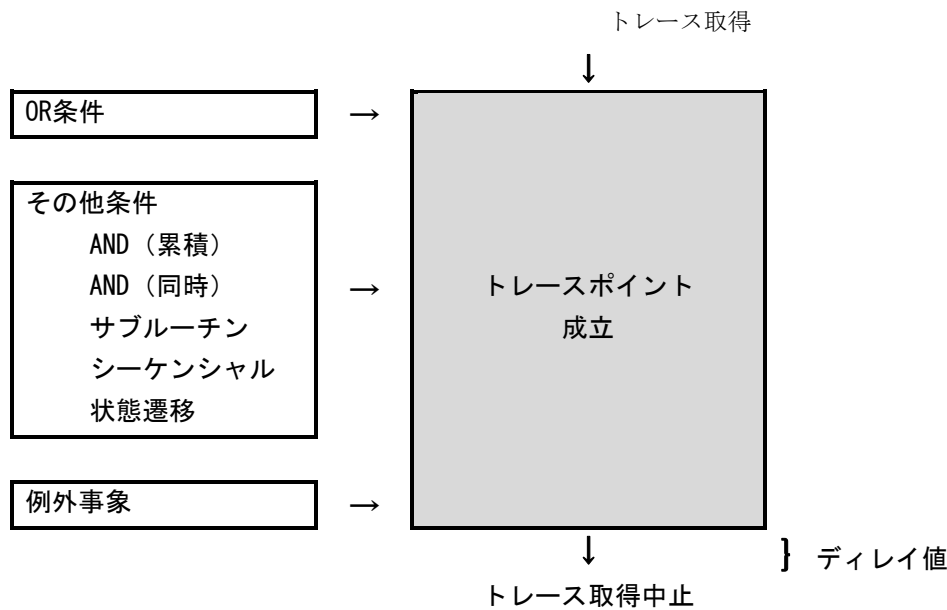 トレース取得
↓
OR条件 →
その他条件
AND（累積）
AND（同時）
サブルーチン
シーケンシャル
状態遷移
→
トレースポイント
成立
例外事象 →
↓
} ディレイ値
トレース取得中止